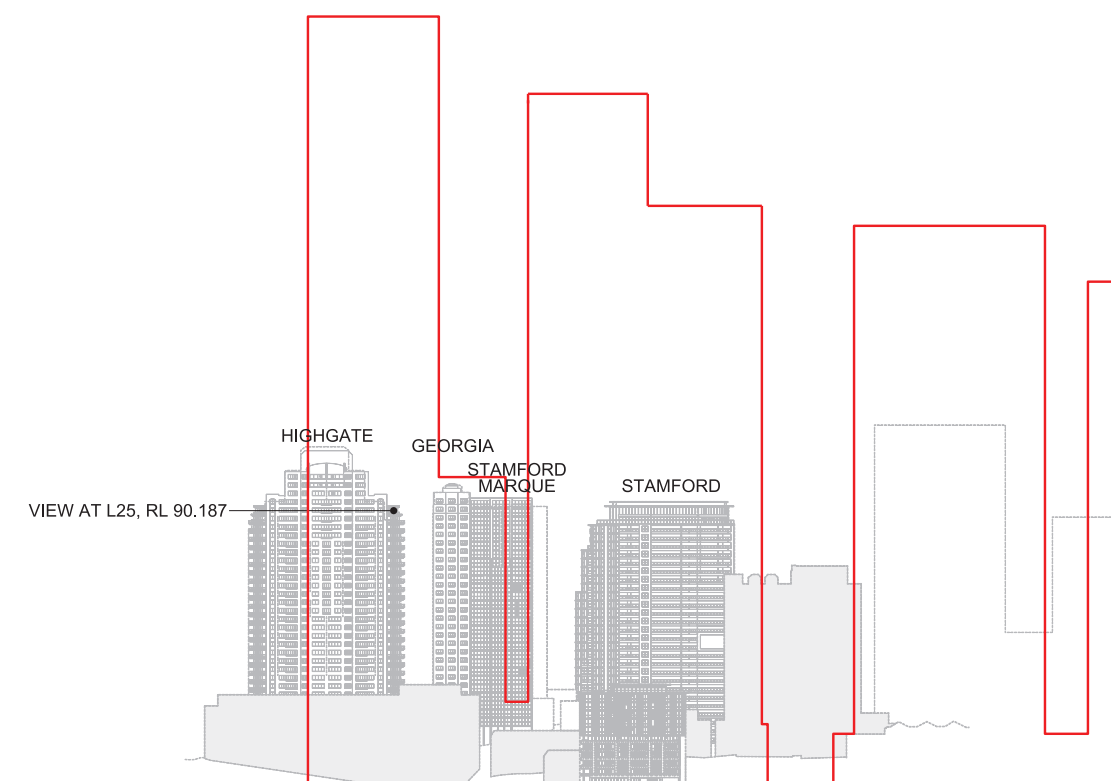 HIGHGATE
GEORGIA
STAMFORD
MARQUE
STAMFORD
VIEW AT L25, RL 90.187